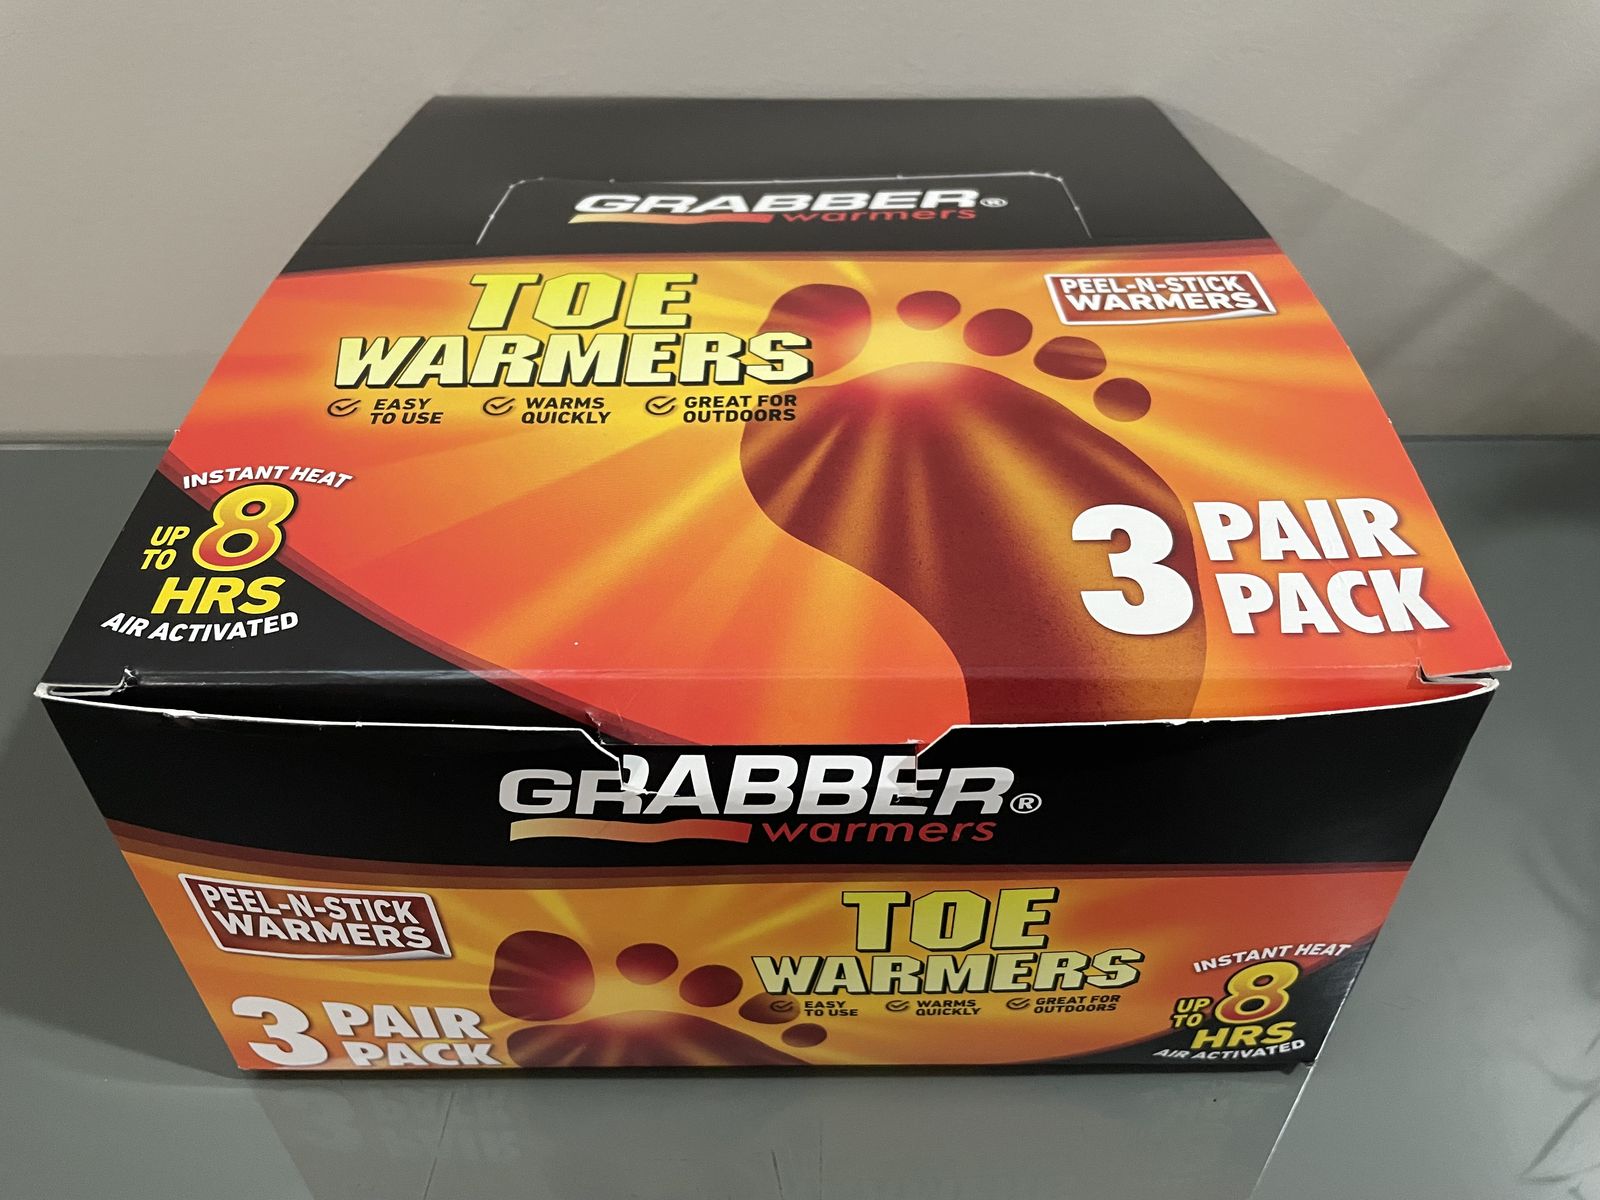 GRABBER®
warmers
TOE
WARMERS
EASY
TO USE
WARMS
QUICKLY
GREAT FOR
OUTDOORS
PEEL-N-STICK
WARMERS
INSTANT HEAT
UP
TO
8
HRS
AIR ACTIVATED
3
PAIR
PACK
GRABBER®
warmers
PEEL-N-STICK
WARMERS
3
PAIR
PACK
TOE
WARMERS
EASY
TO USE
WARMS
QUICKLY
GREAT FOR
OUTDOORS
INSTANT HEAT
UP
TO
8
HRS
AIR ACTIVATED